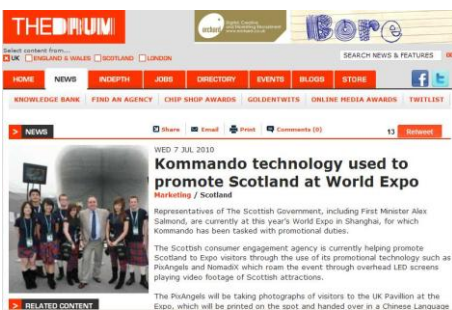 THE DRUM
orchard
Digital, Creative
Bore
Select content from...
UK ENGLAND & WALES SCOTLAND LONDON
SEARCH NEWS & FEATURES
HOME NEWS INDEPTH JOBS DIRECTORY EVENTS BLOGS STORE
KNOWLEDGE BANK FIND AN AGENCY CHIP SHOP AWARDS GOLDENTWITS ONLINE MEDIA AWARDS TWITLIST
> NEWS
Share Email Print Comments (0) 13 Retweet
WED 7 JUL 2010
Kommando technology used to
promote Scotland at World Expo
Marketing / Scotland
Representatives of The Scottish Government, including First Minister Alex
Salmond, are currently at this year's World Expo in Shanghai, for which
Kommando has been tasked with promotional duties.
The Scottish consumer engagement agency is currently helping promote
Scotland to Expo visitors through the use of its promotional technology such as
PixAngels and NomadiX which roam the event through overhead LED screens
playing video footage of Scottish attractions.
The PixAngels will be taking photographs of visitors to the UK Pavillion at the
Expo, which will be printed on the spot and handed over in a Chinese Language
> RELATED CONTENT